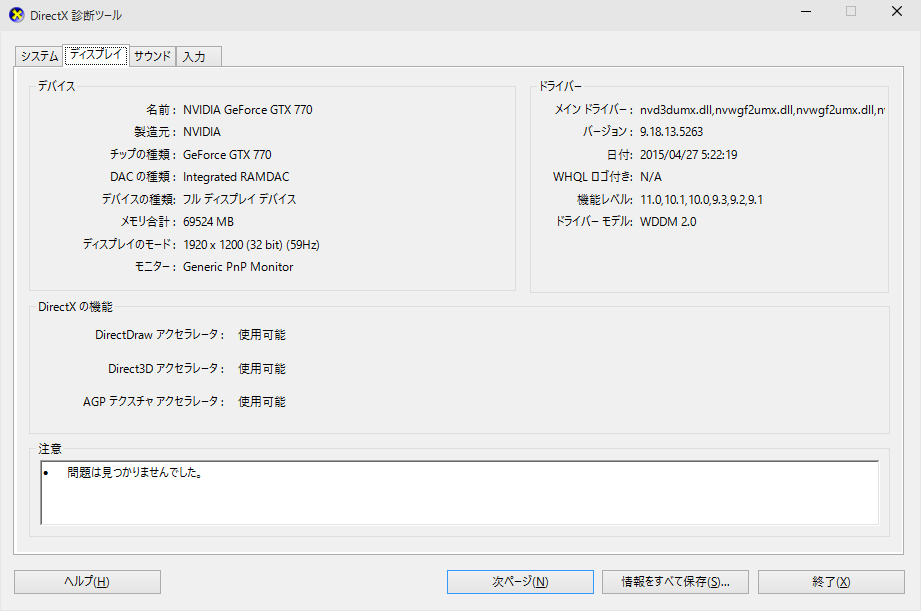 DirectX 診断ツール
システム ディスプレイ サウンド 入力
デバイス
名前： NVIDIA GeForce GTX 770
製造元： NVIDIA
チップの種類： GeForce GTX 770
DAC の種類： Integrated RAMDAC
デバイスの種類: フル ディスプレイ デバイス
メモリ合計： 69524 MB
ディスプレイのモード： 1920 x 1200 (32 bit) (59Hz)
モニター： Generic PnP Monitor
ドライバー
メイン ドライバー： nvd3dumx.dll,nvwgf2umx.dll,nvwgf2umx.dll,n
バージョン： 9.18.13.5263
日付: 2015/04/27 5:22:19
WHQL ロゴ付き: N/A
機能レベル: 11.0,10.1,10.0,9.3,9.2,9.1
ドライバー モデル: WDDM 2.0
DirectX の機能
DirectDraw アクセラレータ： 使用可能
Direct3D アクセラレータ： 使用可能
AGP テクスチャ アクセラレータ： 使用可能
注意
• 問題は見つかりませんでした。
ヘルプ(H) 次ページ(N) 情報をすべて保存(S)... 終了(X)